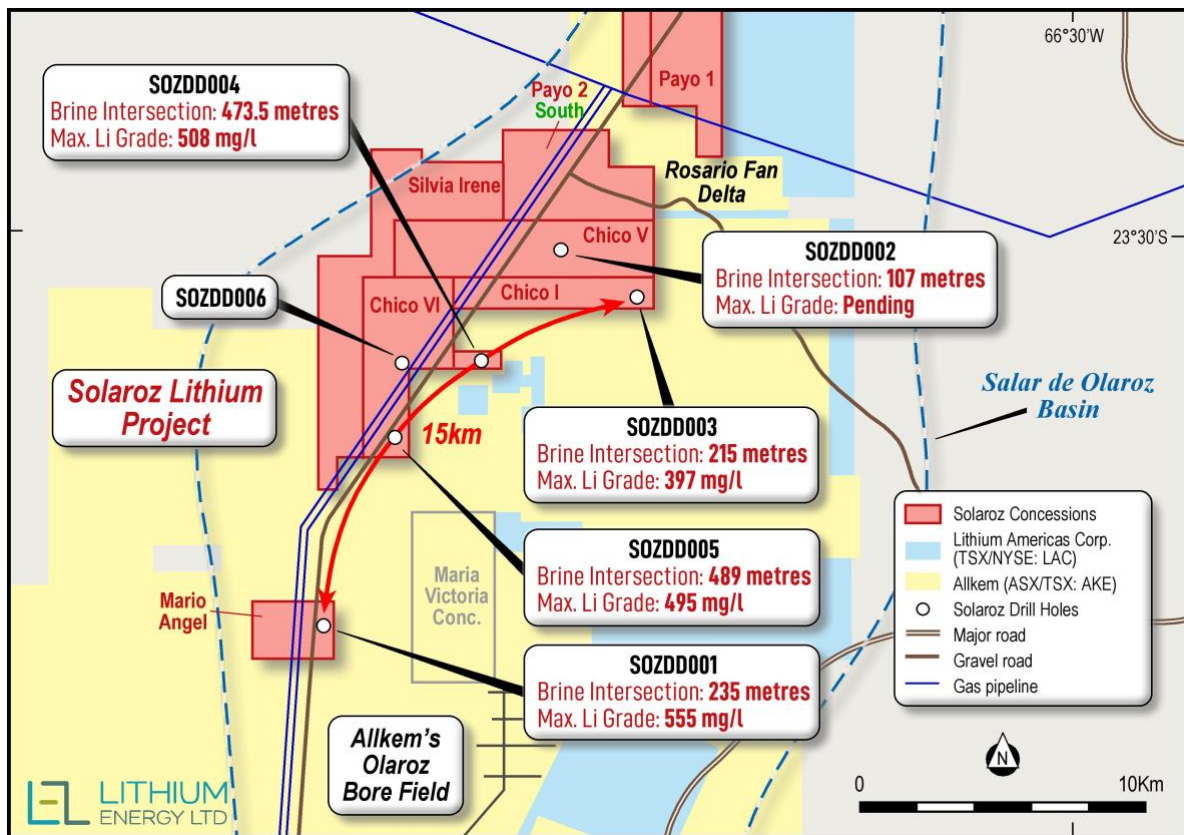 66°30'W
SOZDD004
Brine Intersection: 473.5 metres
Max. Li Grade: 508 mg/l
Payo 2
South
Payo 1
Silvia Irene
Rosario Fan
Delta
Chico V
23°30'S
SOZDD002
Brine Intersection: 107 metres
Max. Li Grade: Pending
SOZDD006
Chico VI
Chico I
Solaroz Lithium
Project
15km
Salar de Olaroz
Basin
SOZDD003
Brine Intersection: 215 metres
Max. Li Grade: 397 mg/l
SOZDD005
Brine Intersection: 489 metres
Max. Li Grade: 495 mg/l
Maria
Victoria
Conc.
Mario
Angel
SOZDD001
Brine Intersection: 235 metres
Max. Li Grade: 555 mg/l
Allkem's
Olaroz
Bore Field
Solaroz Concessions
Lithium Americas Corp.
(TSX/NYSE: LAC)
Allkem (ASX/TSX: AKE)
Solaroz Drill Holes
Major road
Gravel road
Gas pipeline
N
0
10Km
LITHIUM
ENERGY LTD